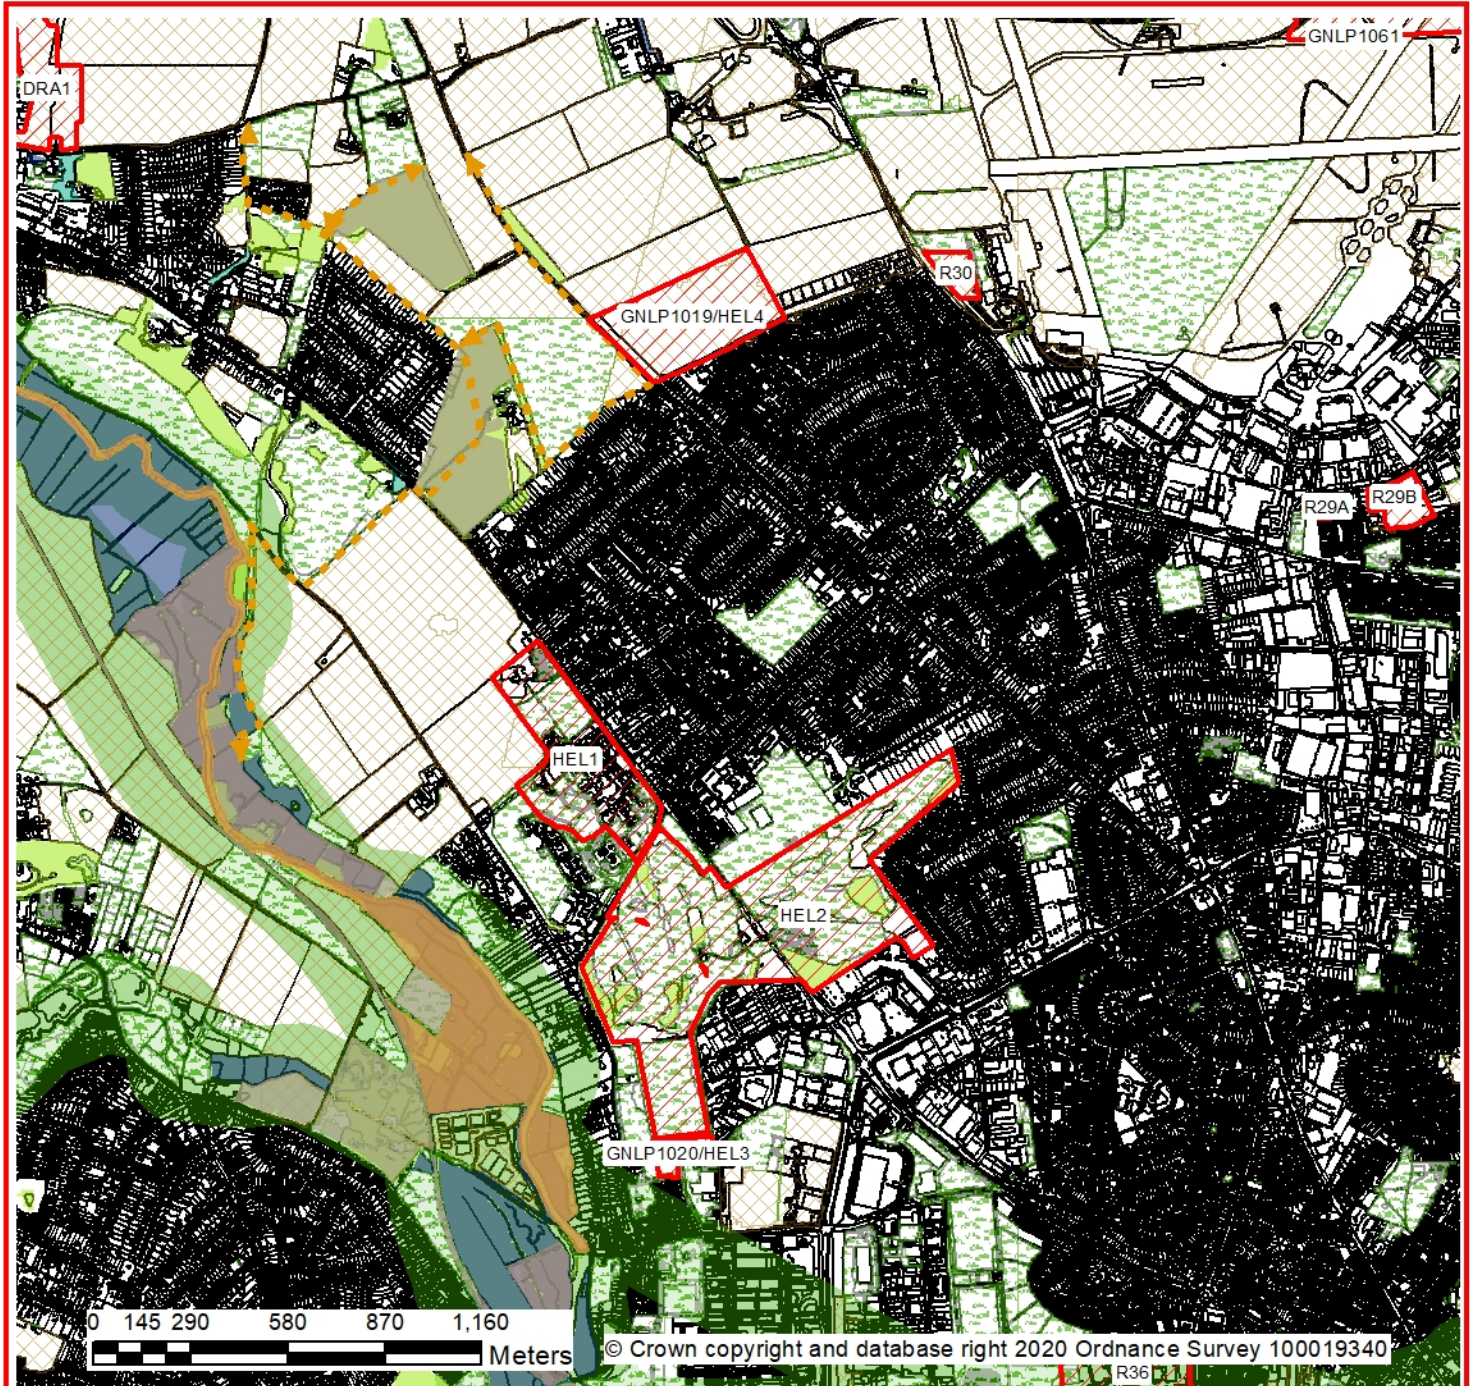 GNLP1061
DRA1
R30
GNLP1019/HEL4
R29B
R29A
HEL1
HEL2
GNLP1020/HEL3
0 145 290 580 870 1,160
Meters
© Crown copyright and database right 2020 Ordnance Survey 100019340
R36